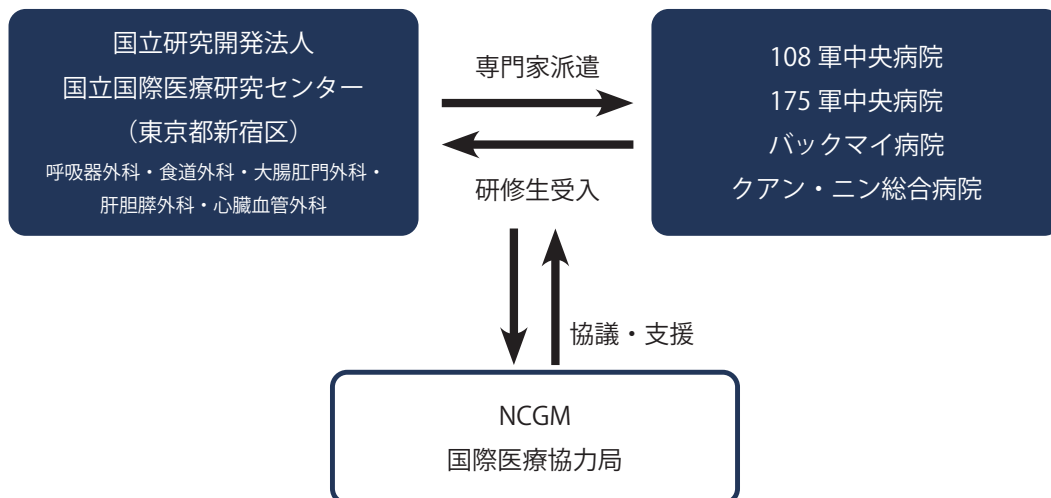 国立研究開発法人
国立国際医療研究センター
（東京都新宿区）
呼吸器外科・食道外科・大腸肛門外科・
肝胆膵外科・心臓血管外科
専門家派遣
研修生受入
108 軍中央病院
175 軍中央病院
バックマイ病院
クアン・ニン総合病院
協議・支援
NCGM
国際医療協力局